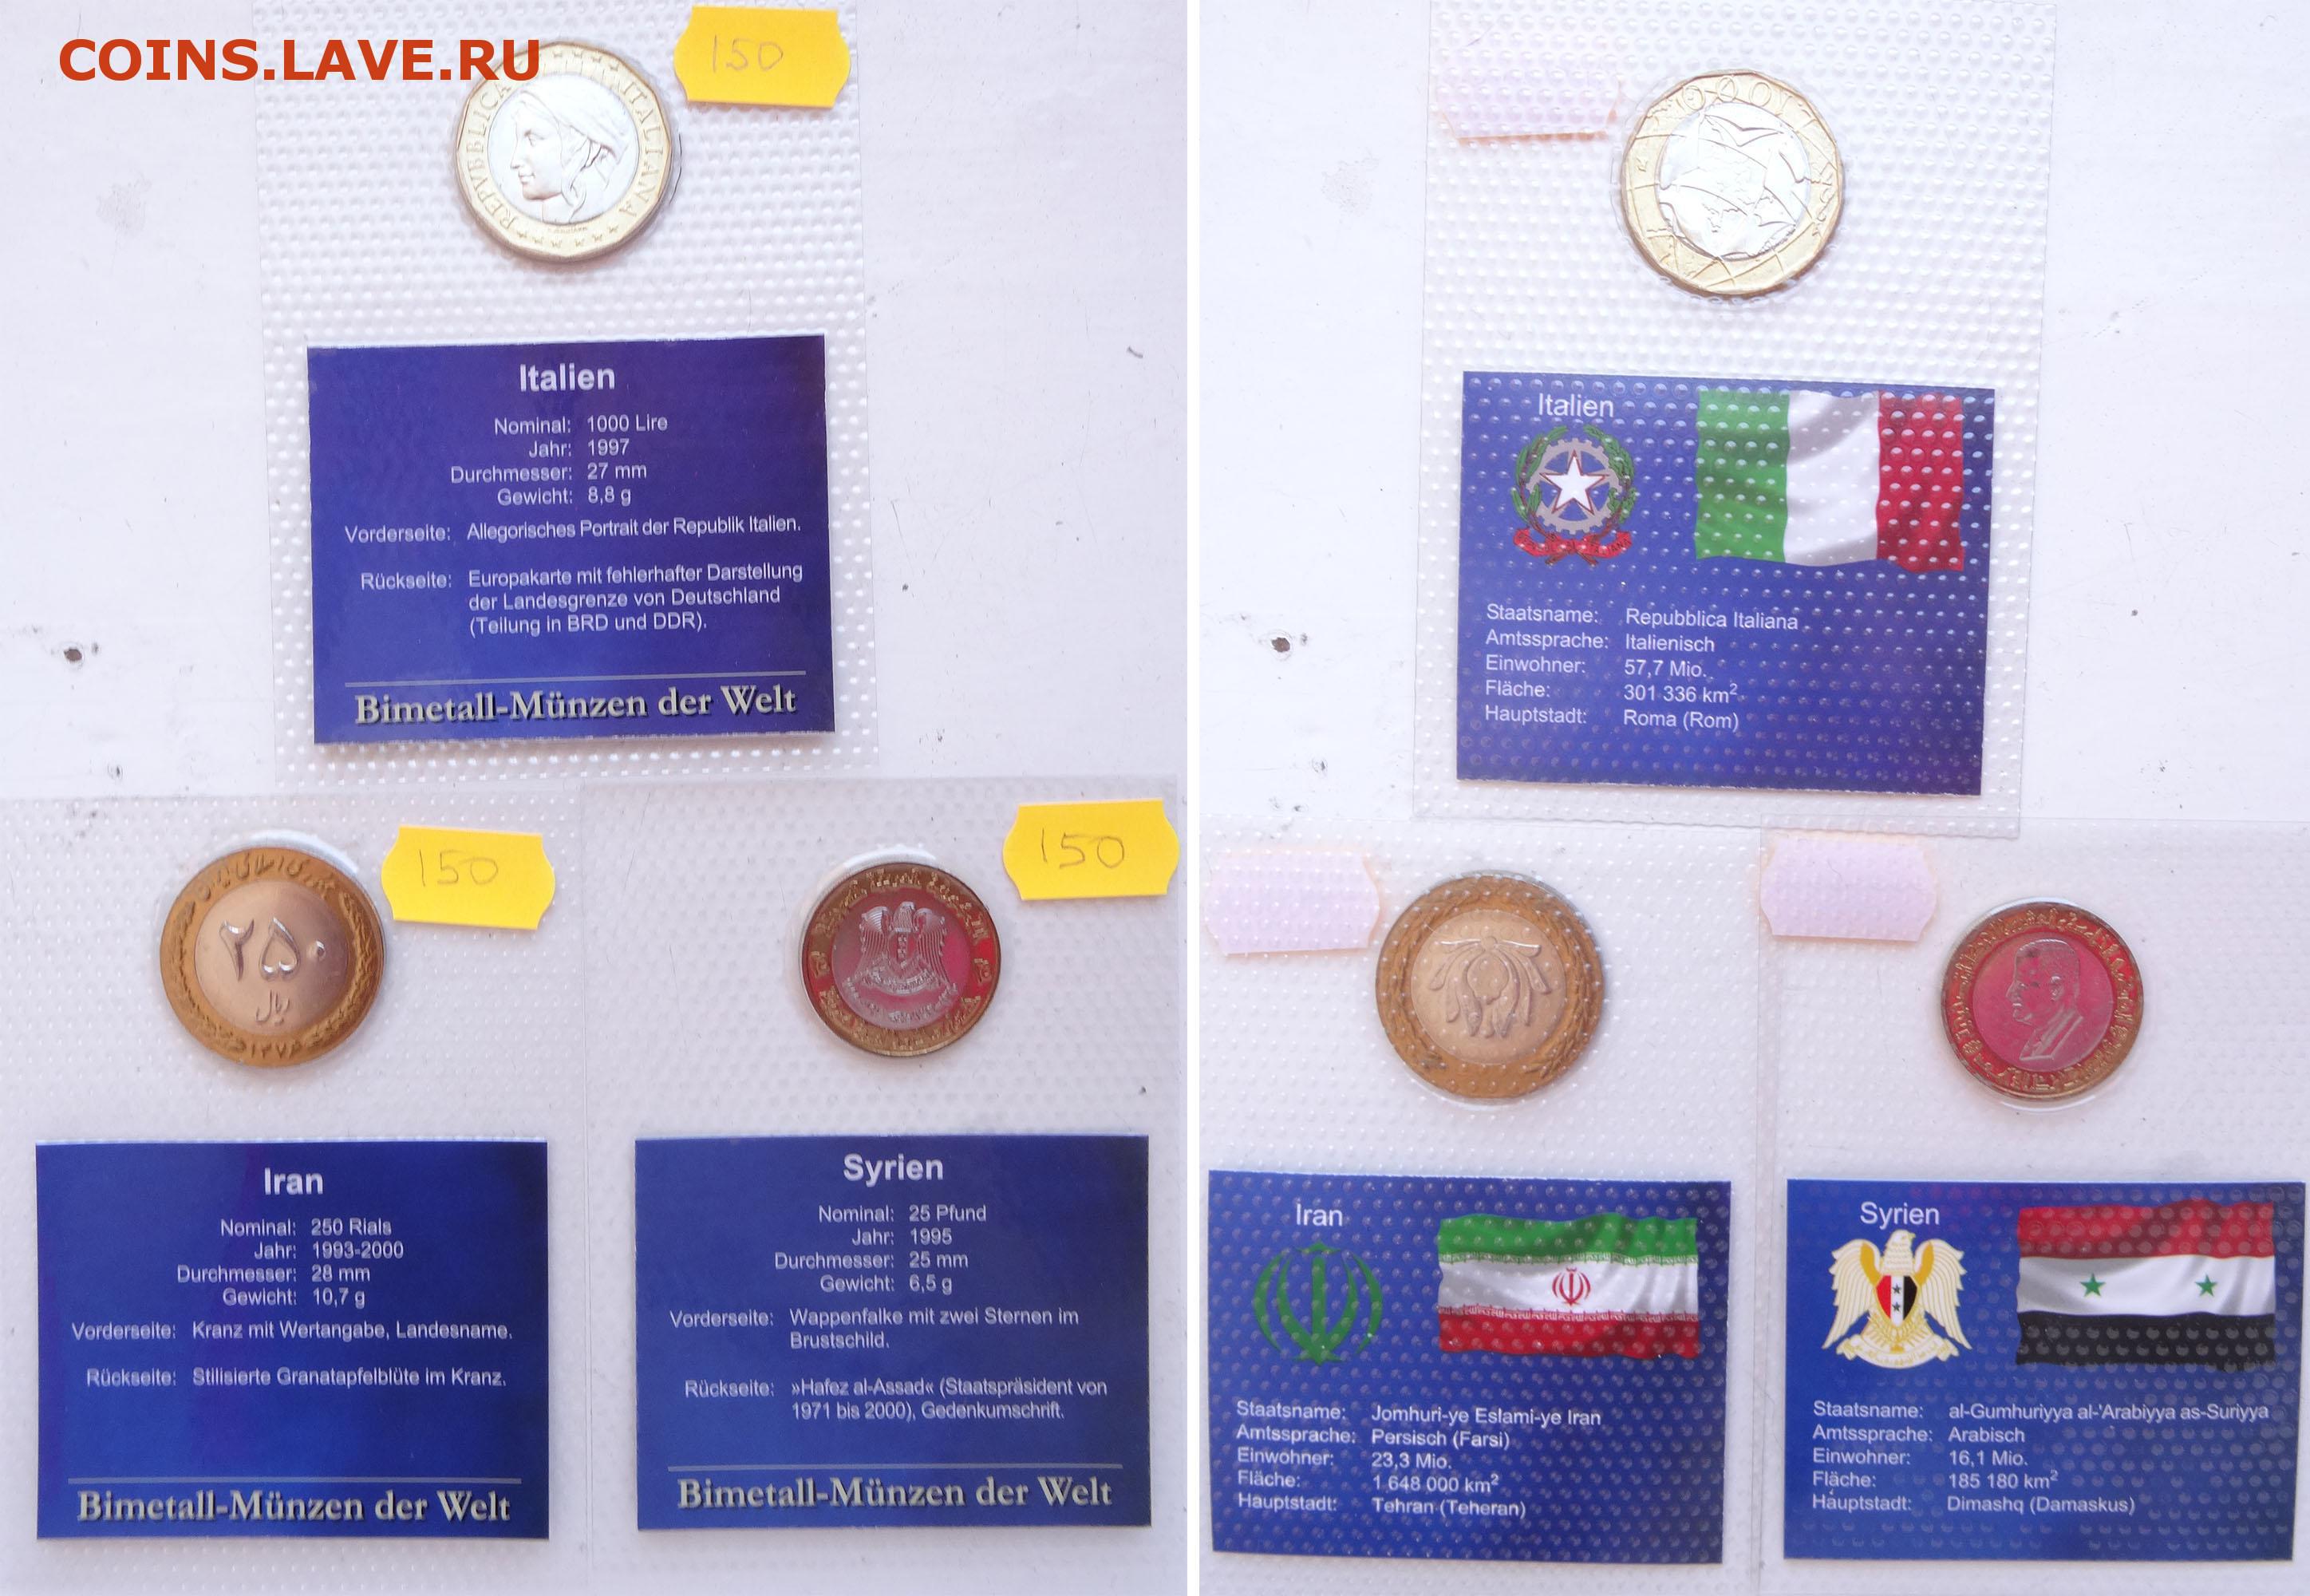 COINS.LAVE.RU
150
REPVBBLICA ITALIANA
Italien
Nominal: 1000 Lire
Jahr: 1997
Durchmesser: 27 mm
Gewicht: 8,8 g
Vorderseite: Allegorisches Portrait der Republik Italien.
Rückseite: Europakarte mit fehlerhafter Darstellung
der Landesgrenze von Deutschland
(Teilung in BRD und DDR).
Bimetall-Münzen der Welt
150
۲۵۰
ریال
Iran
Nominal: 250 Rials
Jahr: 1993-2000
Durchmesser: 28 mm
Gewicht: 10,7 g
Vorderseite: Kranz mit Wertangabe, Landesname.
Rückseite: Stilisierte Granatapfelblüte im Kranz.
Bimetall-Münzen der Welt
150
Syrien
Nominal: 25 Pfund
Jahr: 1995
Durchmesser: 25 mm
Gewicht: 6,5 g
Vorderseite: Wappenfalke mit zwei Sternen im
Brustschild.
Rückseite: »Hafez al-Assad« (Staatspräsident von
1971 bis 2000), Gedenkumschrift.
Bimetall-Münzen der Welt
Italien
Staatsname: Repubblica Italiana
Amtssprache: Italienisch
Einwohner: 57,7 Mio.
Fläche: 301 336 km²
Hauptstadt: Roma (Rom)
Iran
Staatsname: Jomhuri-ye Eslami-ye Iran
Amtssprache: Persisch (Farsi)
Einwohner: 23,3 Mio.
Fläche: 1 648 000 km²
Hauptstadt: Tehran (Teheran)
Syrien
Staatsname: al-Gumhuriyya al-'Arabiyya as-Suriyya
Amtssprache: Arabisch
Einwohner: 16,1 Mio.
Fläche: 185 180 km²
Hauptstadt: Dimashq (Damaskus)